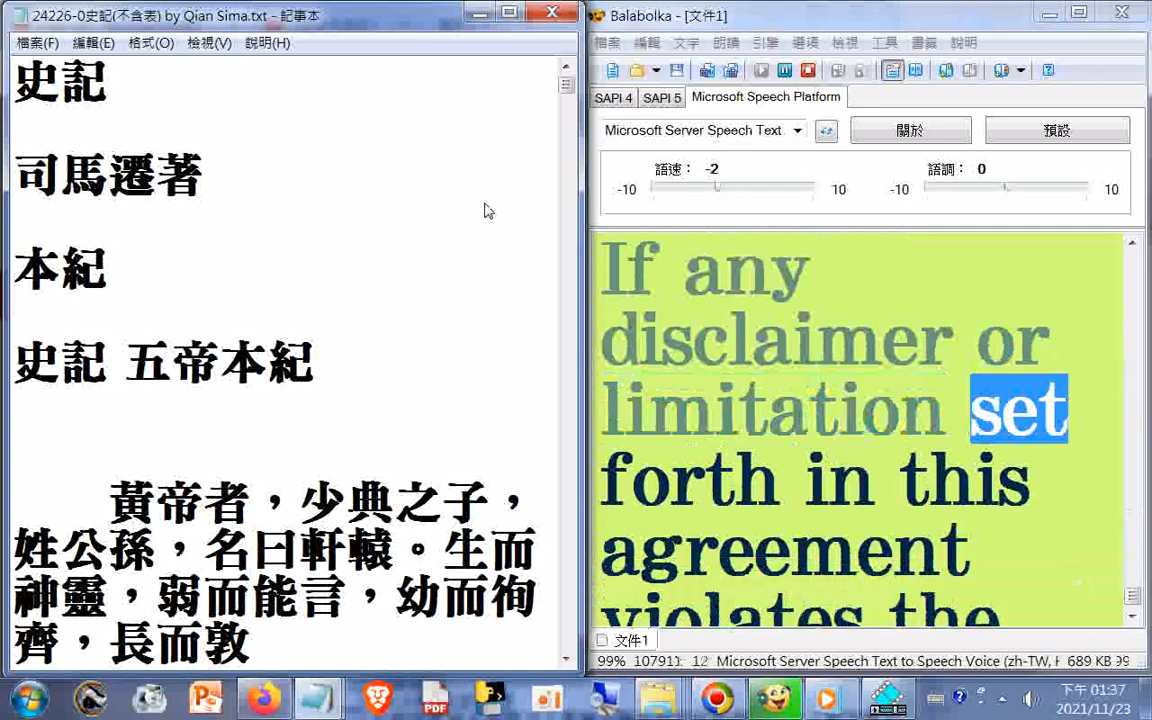 24226-0史記(不含表) by Qian Sima.txt - 記事本
檔案(F) 編輯(E) 格式(O) 檢視(V) 說明(H)
史記
司馬遷著
本紀
史記 五帝本紀
黃帝者，少典之子，
姓公孫，名曰軒轅。生而
神靈，弱而能言，幼而徇
齊，長而敦
Balabolka - [文件1]
檔案 編輯 文字 朗讀 引擎 選項 檢視 工具 書籤 說明
SAPI 4 SAPI 5 Microsoft Speech Platform
Microsoft Server Speech Text 關於 預設
語速： -2 語調： 0
-10 10 -10 10
If any
disclaimer or
limitation set
forth in this
agreement
violates the
文件1
99% 107911. 12 Microsoft Server Speech Text to Speech Voice (zh-TW, H 689 KB 99
PDF
下午 01:37
2021/11/23